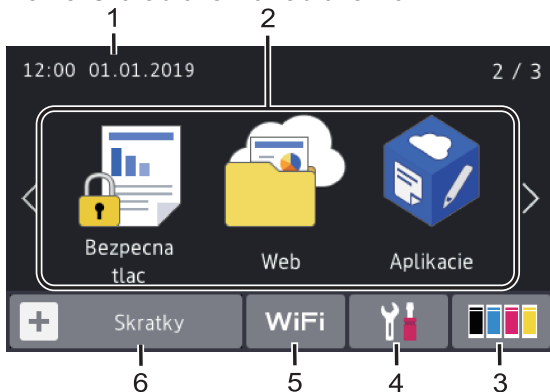 1
2
12:00 01.01.2019
2 / 3
Bezpecna
tlac
Web
Aplikacie
Skratky
WiFi
6
5
4
3